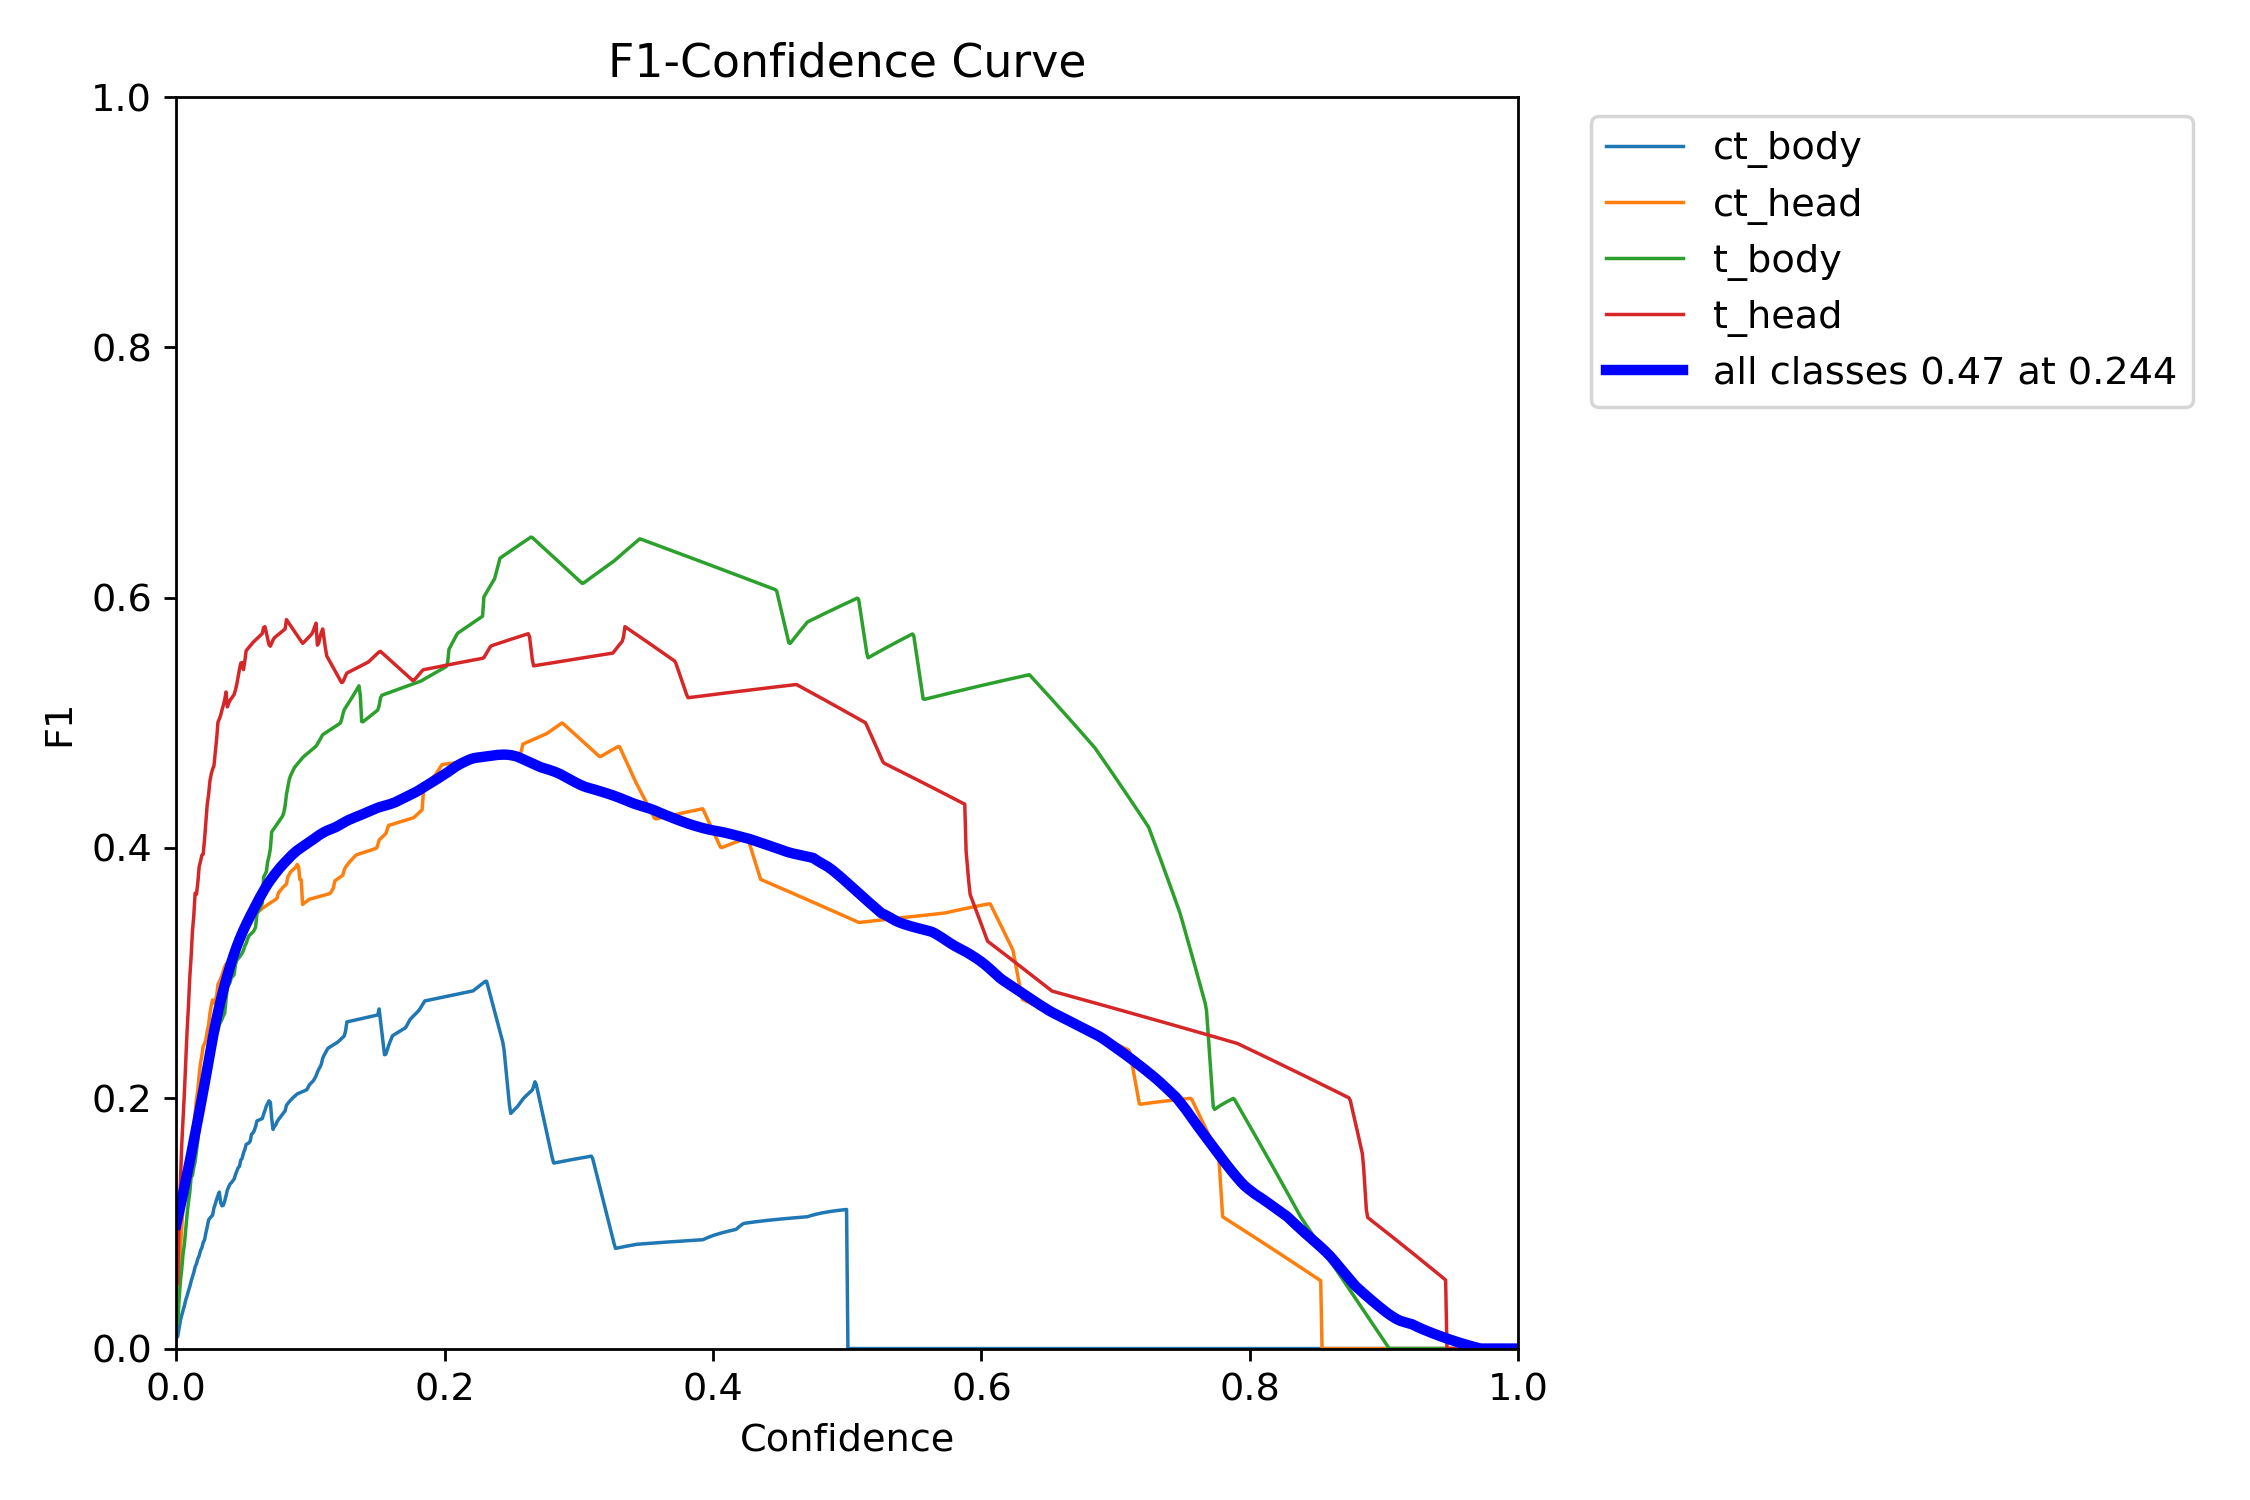 F1-Confidence Curve
1.0
0.8
0.6
0.4
0.2
0.0
F1
0.0 0.2 0.4 0.6 0.8 1.0
Confidence
ct_body
ct_head
t_body
t_head
all classes 0.47 at 0.244